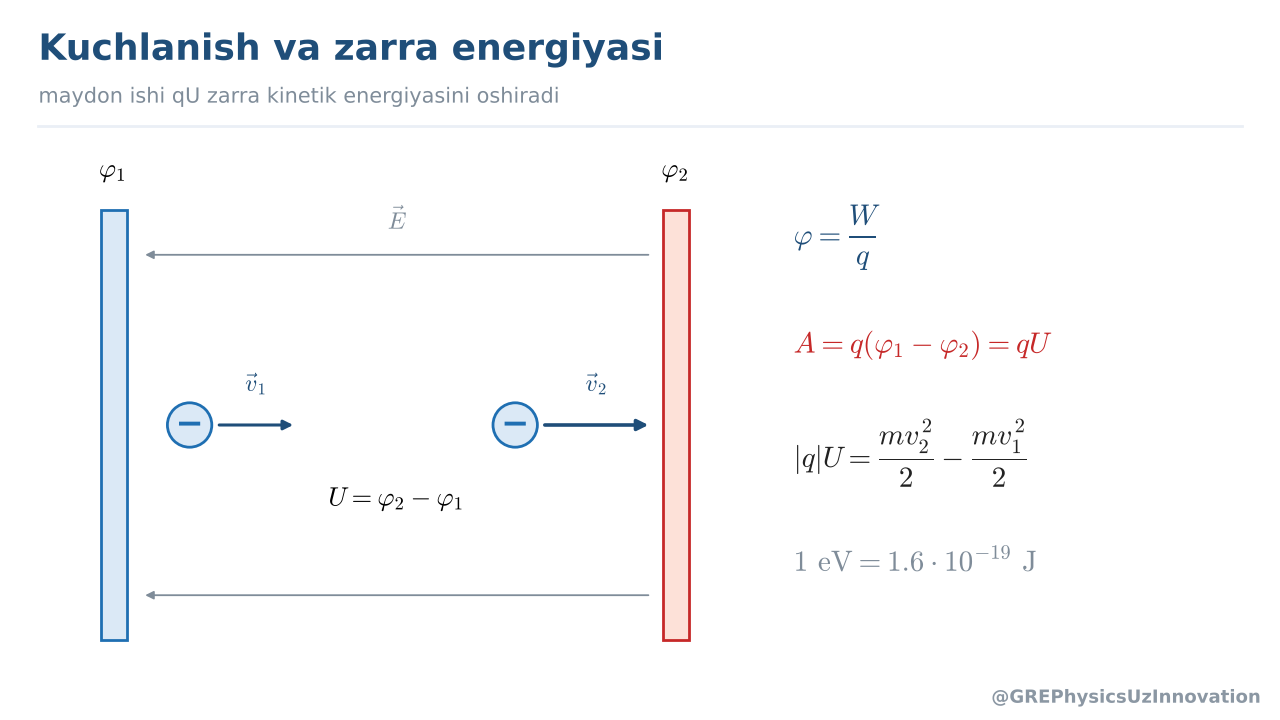 Kuchlanish va zarra energiyasi
maydon ishi qU zarra kinetik energiyasini oshiradi
φ₁
φ₂
E⃗
v⃗₁
v⃗₂
−
−
U = φ₂ − φ₁
φ = W/q
A = q(φ₁ − φ₂) = qU
|q|U = mv₂²/2 − mv₁²/2
1 eV = 1.6 · 10⁻¹⁹ J
@GREPhysicsUzInnovation